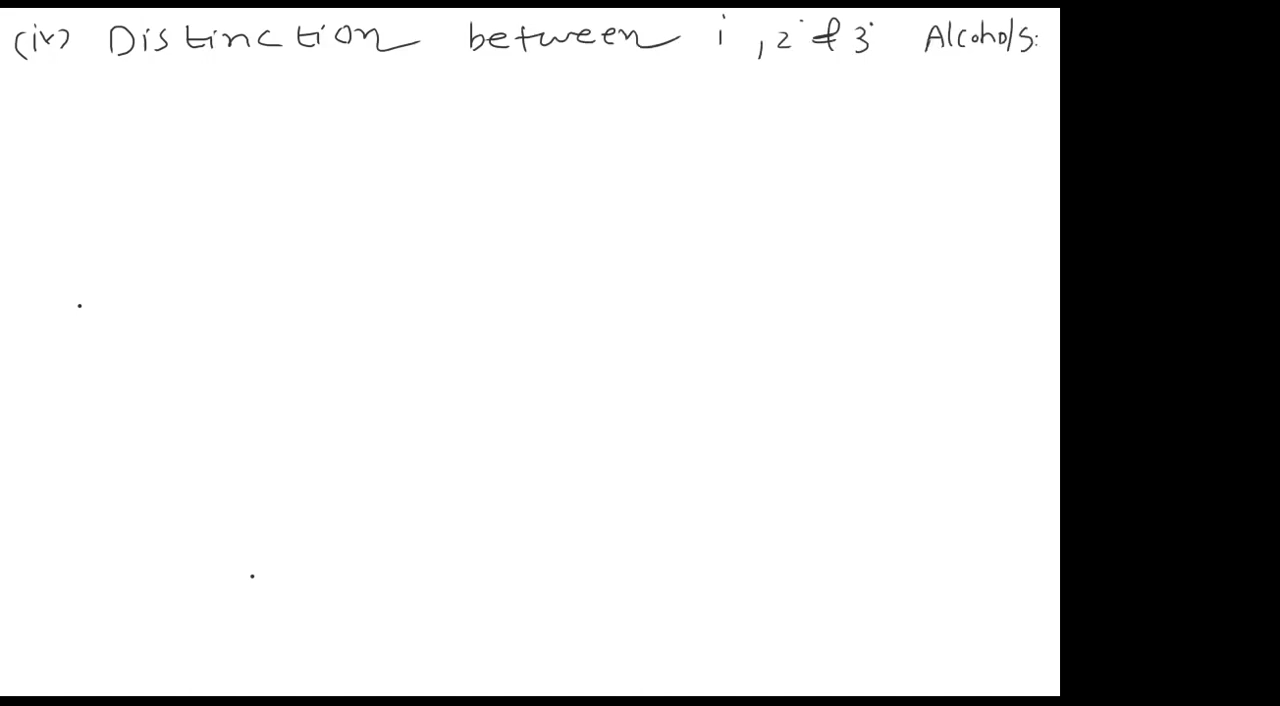 (iv) Distinction between 1°, 2° & 3° Alcohols: